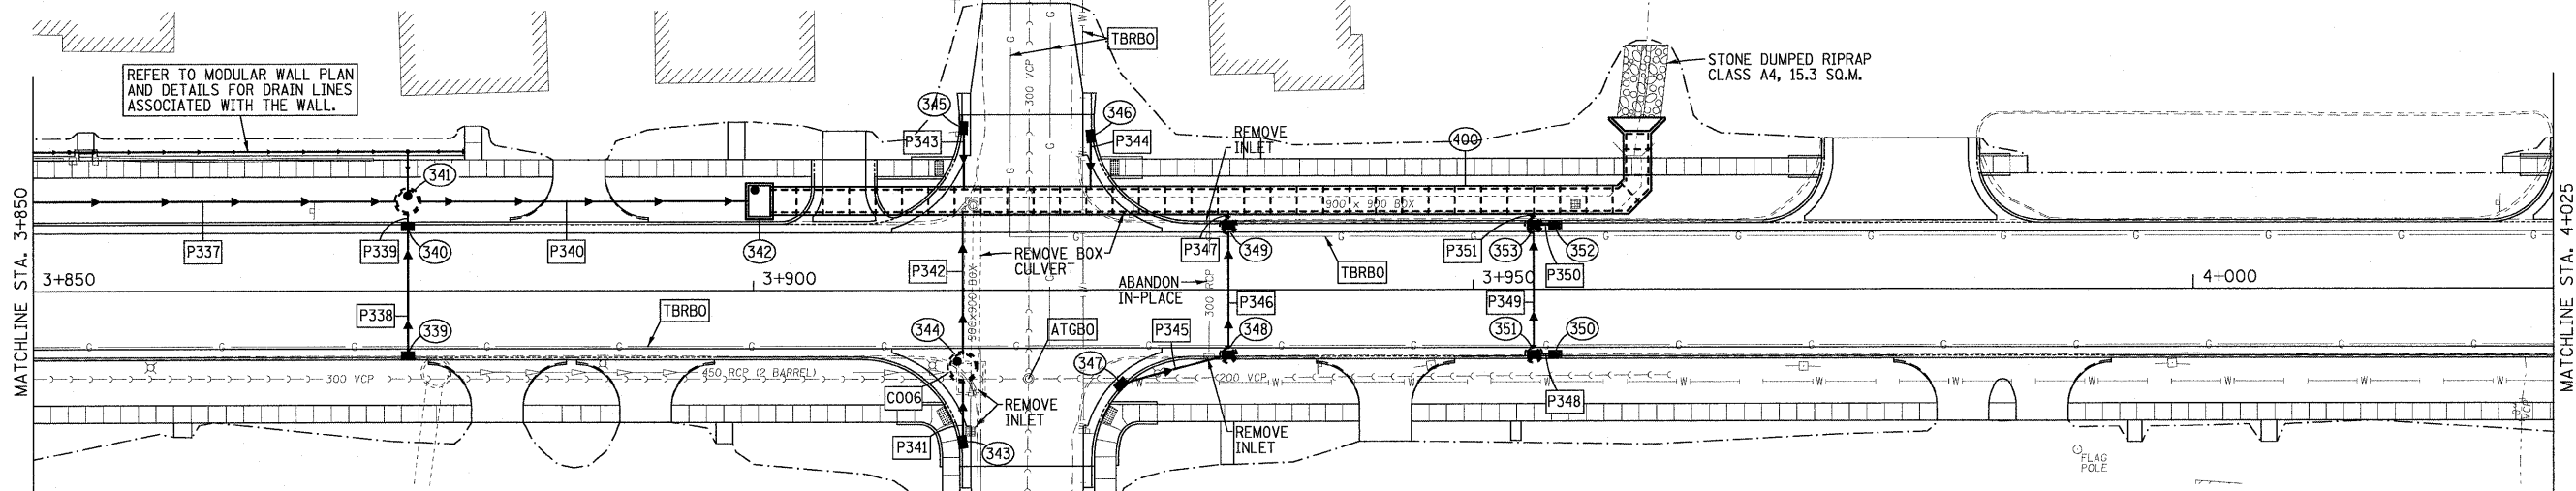 MATCHLINE STA. 3+850
REFER TO MODULAR WALL PLAN
AND DETAILS FOR DRAIN LINES
ASSOCIATED WITH THE WALL.
TBRBO
STONE DUMPED RIPRAP
CLASS A4, 15.3 SQ.M.
G
300 VCP
G
W
345
346
P343
P344
REMOVE
INLET
400
341
900 x 900 BOX
P337
P339
340
P340
342
P342
REMOVE BOX
CULVERT
P347
349
TBRBO
P351
353
352
P350
3+850
3+900
3+950
4+000
900x900 BOX
ABANDON
IN-PLACE
300 RCP
P346
P349
P338
339
TBRBO
344
ATGBO
P345
348
351
350
347
300 VCP
450 RCP (2 BARREL)
200 VCP
W
C006
REMOVE
INLET
P348
P341
343
REMOVE
INLET
FLAG
POLE
MATCHLINE STA. 4+025